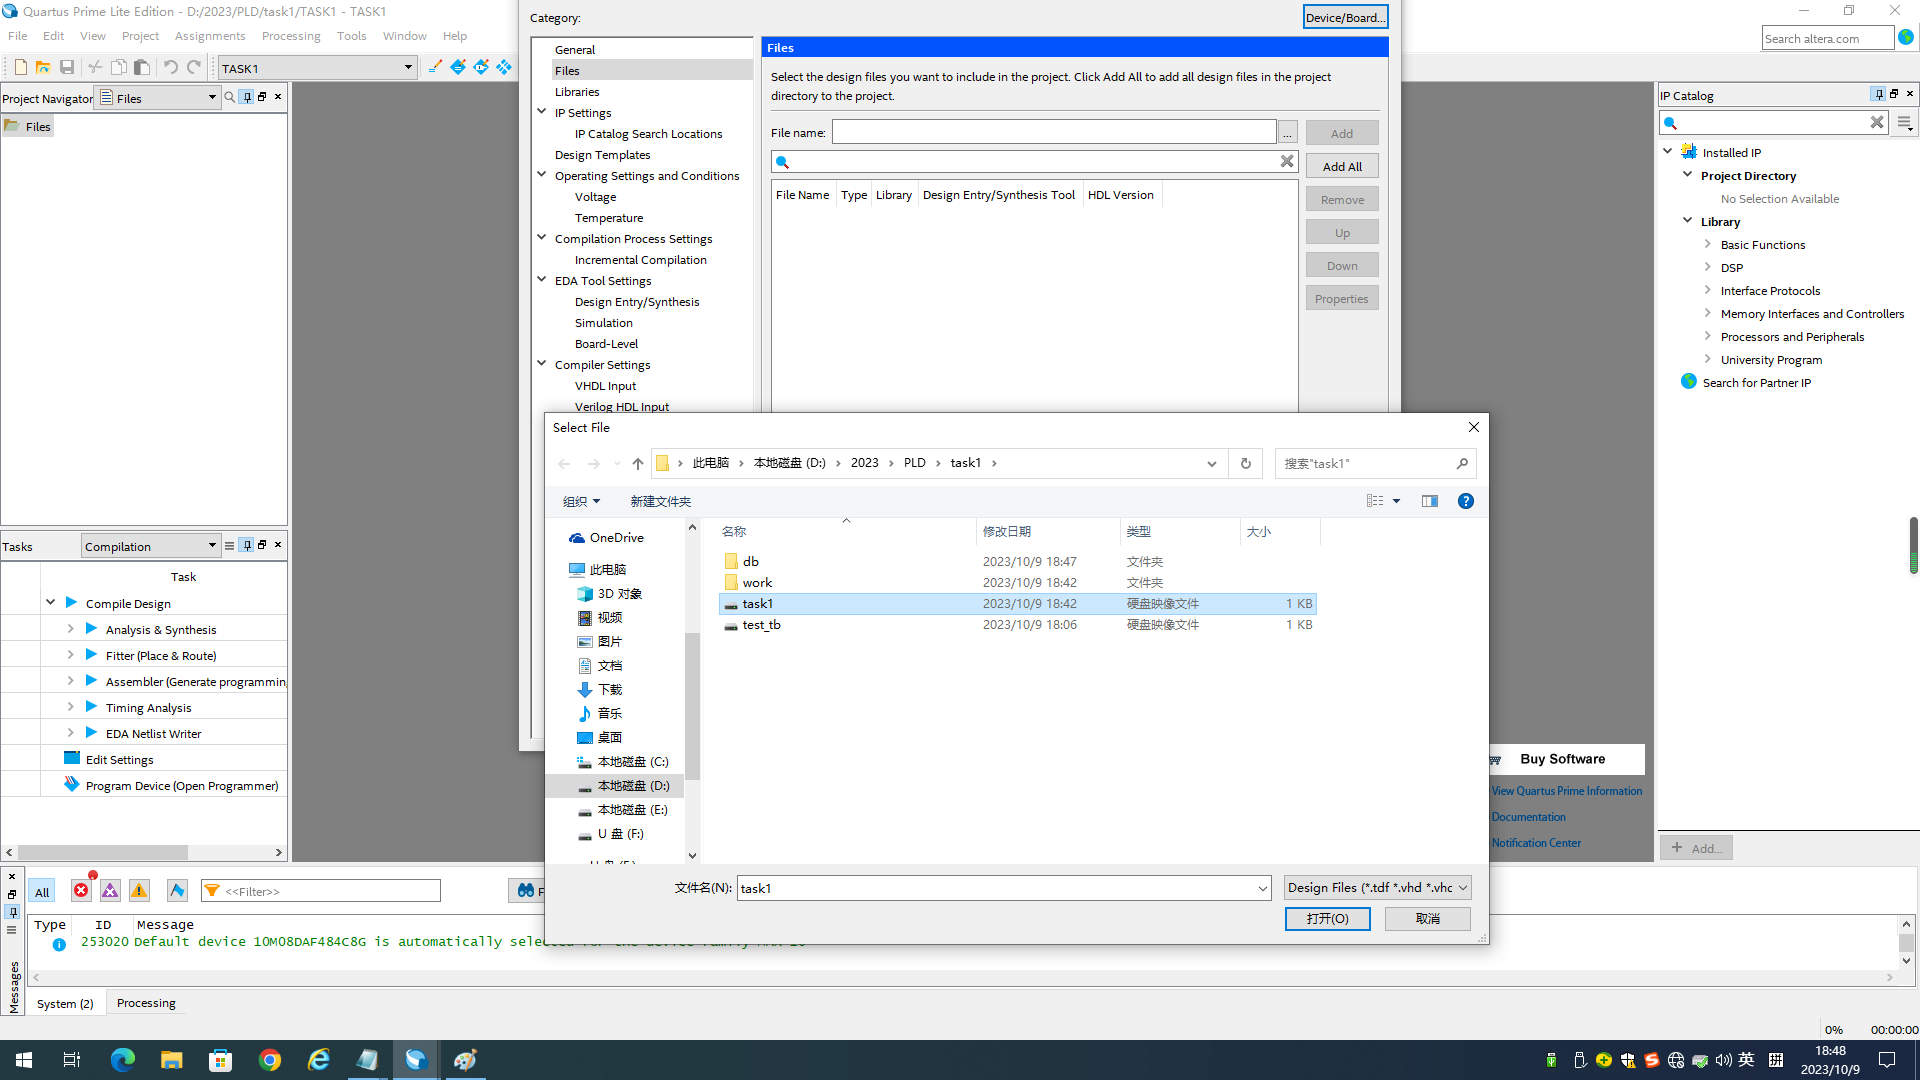 Quartus Prime Lite Edition - D:/2023/PLD/task1/TASK1 - TASK1
File Edit View Project Assignments Processing Tools Window Help
Search altera.com
TASK1
Project Navigator Files
Files
Tasks Compilation
Task
Compile Design
Analysis & Synthesis
Fitter (Place & Route)
Assembler (Generate programmin
Timing Analysis
EDA Netlist Writer
Edit Settings
Program Device (Open Programmer)
Category:
Device/Board...
General
Files
Libraries
IP Settings
IP Catalog Search Locations
Design Templates
Operating Settings and Conditions
Voltage
Temperature
Compilation Process Settings
Incremental Compilation
EDA Tool Settings
Design Entry/Synthesis
Simulation
Board-Level
Compiler Settings
VHDL Input
Verilog HDL Input
Files
Select the design files you want to include in the project. Click Add All to add all design files in the project
directory to the project.
File name:
...
Add
Add All
Remove
Up
Down
Properties
File Name Type Library Design Entry/Synthesis Tool HDL Version
Select File
此电脑 本地磁盘 (D:) 2023 PLD task1
搜索"task1"
组织 新建文件夹
OneDrive
此电脑
3D 对象
视频
图片
文档
下载
音乐
桌面
本地磁盘 (C:)
本地磁盘 (D:)
本地磁盘 (E:)
U 盘 (F:)
名称 修改日期 类型 大小
db 2023/10/9 18:47 文件夹
work 2023/10/9 18:42 文件夹
task1 2023/10/9 18:42 硬盘映像文件 1 KB
test_tb 2023/10/9 18:06 硬盘映像文件 1 KB
文件名(N): task1
Design Files (*.tdf *.vhd *.vhc
打开(O) 取消
IP Catalog
Installed IP
Project Directory
No Selection Available
Library
Basic Functions
DSP
Interface Protocols
Memory Interfaces and Controllers
Processors and Peripherals
University Program
Search for Partner IP
Add...
Buy Software
View Quartus Prime Information
Documentation
Notification Center
All
<<Filter>>
Type ID Message
253020 Default device 10M08DAF484C8G is automatically
Messages
System (2) Processing
0% 00:00:00
英
拼
18:48
2023/10/9